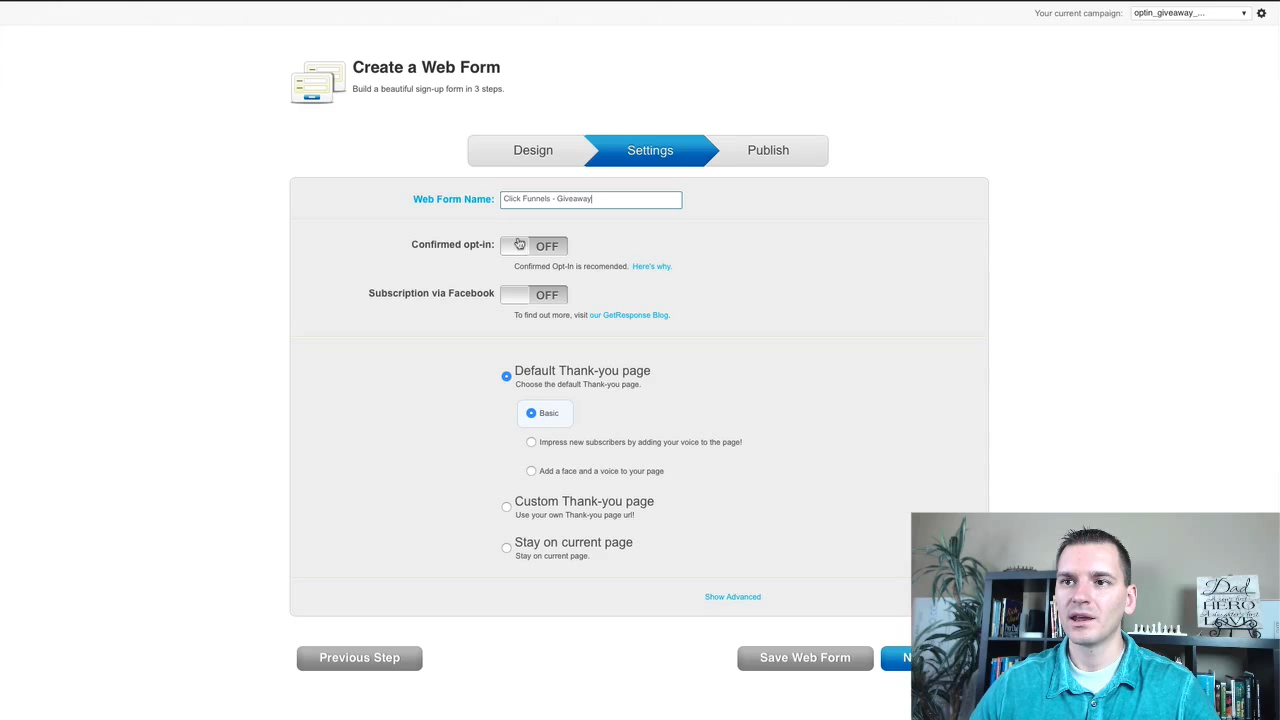 Your current campaign: optin_giveaway_...
Create a Web Form
Build a beautiful sign-up form in 3 steps.
Design Settings Publish
Web Form Name: Click Funnels - Giveaway
Confirmed opt-in: OFF
Confirmed Opt-In is recomended. Here's why.
Subscription via Facebook OFF
To find out more, visit our GetResponse Blog.
Default Thank-you page
Choose the default Thank-you page.
Basic
Impress new subscribers by adding your voice to the page!
Add a face and a voice to your page
Custom Thank-you page
Use your own Thank-you page url!
Stay on current page
Stay on current page.
Show Advanced
Previous Step Save Web Form N
Dad
HERO
LOVE